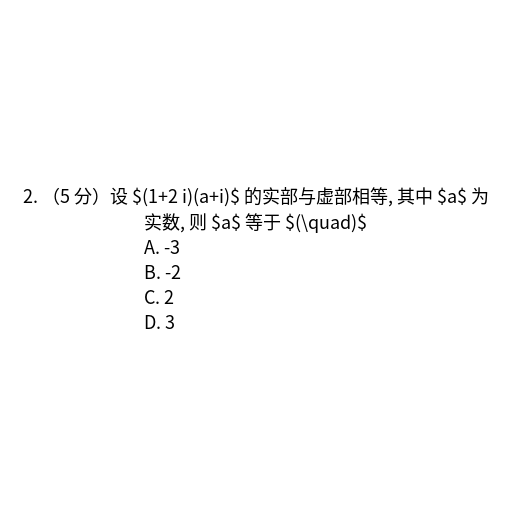 2. （5 分）设 $(1+2 i)(a+i)$ 的实部与虚部相等, 其中 $a$ 为
实数, 则 $a$ 等于 $(\quad)$
A. -3
B. -2
C. 2
D. 3